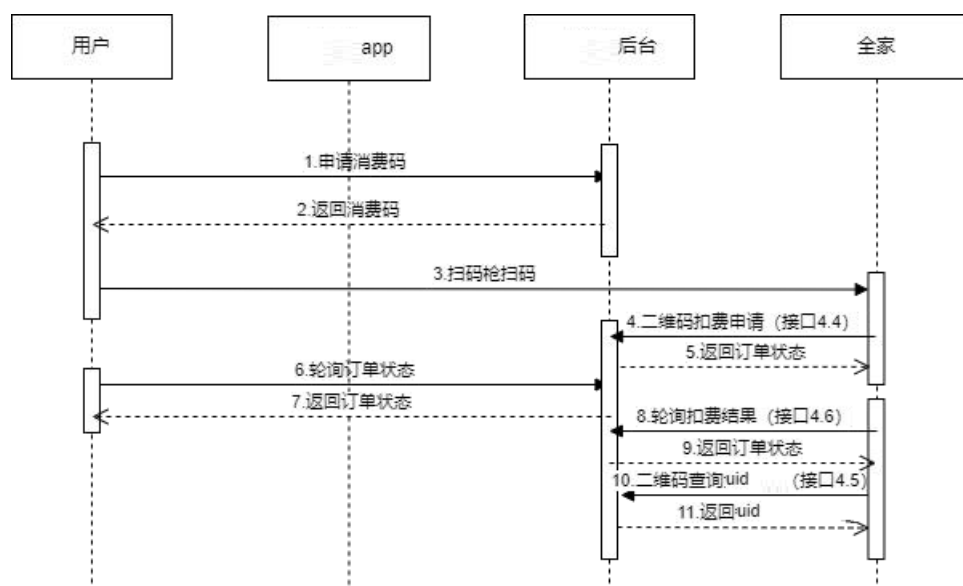 用户
app
后台
全家
1.申请消费码
2.返回消费码
3.扫码枪扫码
4.二维码扣费申请（接口4.4）
5.返回订单状态
6.轮询订单状态
7.返回订单状态
8.轮询扣费结果（接口4.6）
9.返回订单状态
10.二维码查询uid （接口4.5）
11.返回uid